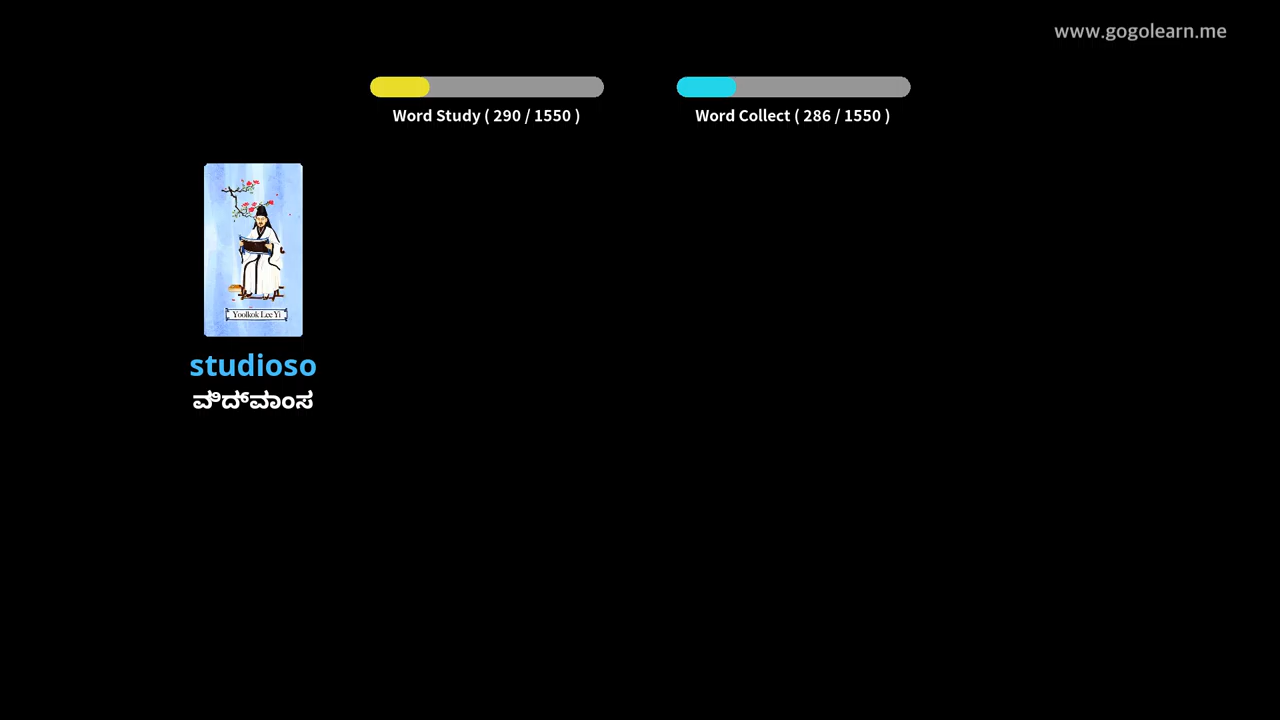 www.gogolearn.me
Word Study ( 290 / 1550 )
Word Collect ( 286 / 1550 )
Yoolkok Lee Yi
studioso
ವಿದ್ವಾಂಸ